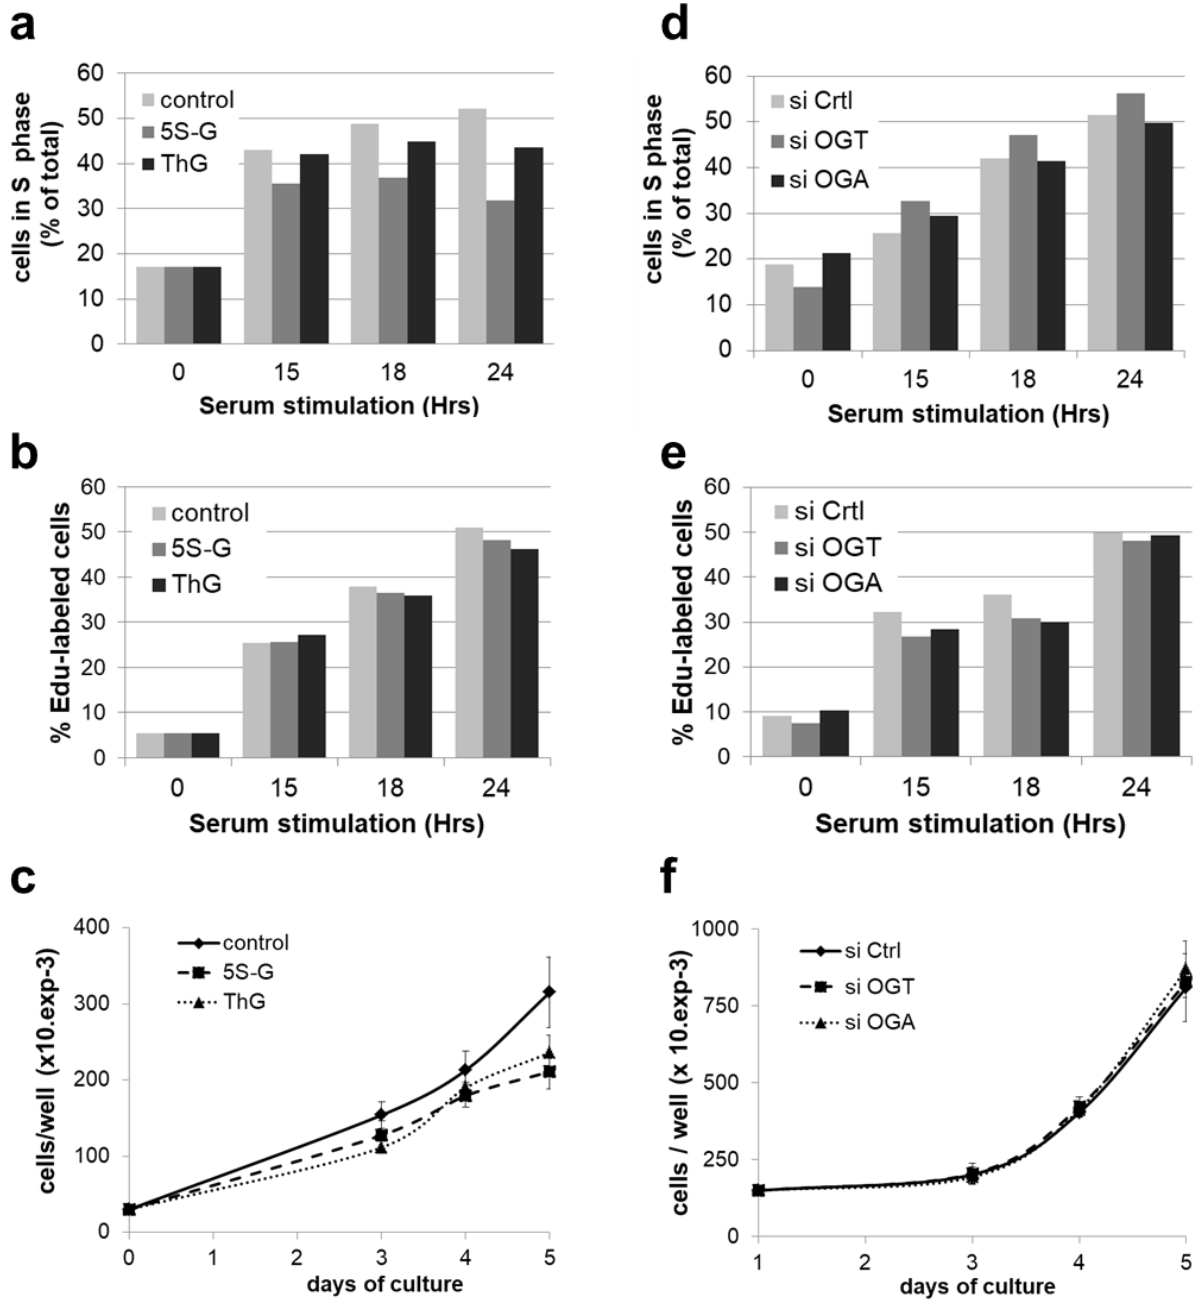 a
cells in S phase
(% of total)
60
50
40
30
20
10
0
control
5S-G
ThG
0 15 18 24
Serum stimulation (Hrs)
b
% Edu-labeled cells
60
50
40
30
20
10
0
control
5S-G
ThG
0 15 18 24
Serum stimulation (Hrs)
c
cells/well (x10.exp-3)
400
300
200
100
0
control
5S-G
ThG
0 1 2 3 4 5
days of culture
d
cells in S phase
(% of total)
60
50
40
30
20
10
0
si Crtl
si OGT
si OGA
0 15 18 24
Serum stimulation (Hrs)
e
% Edu-labeled cells
60
50
40
30
20
10
0
si Crtl
si OGT
si OGA
0 15 18 24
Serum stimulation (Hrs)
f
cells / well (x 10.exp-3)
1000
750
500
250
0
si Ctrl
si OGT
si OGA
1 2 3 4 5
days of culture